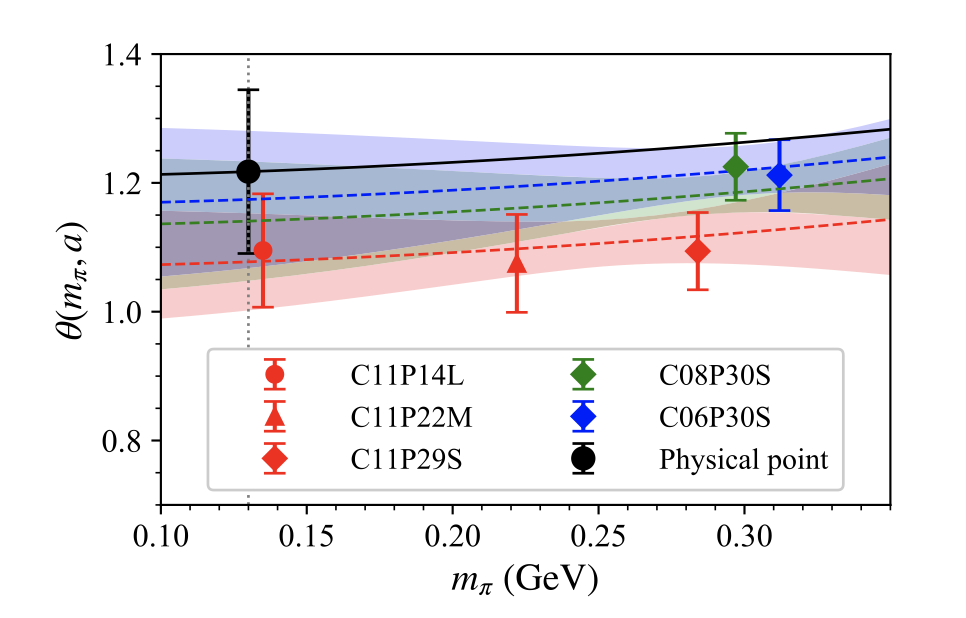 1.4
1.2
1.0
0.8
θ(mπ, a)
C11P14L
C11P22M
C11P29S
C08P30S
C06P30S
Physical point
0.10 0.15 0.20 0.25 0.30
mπ (GeV)